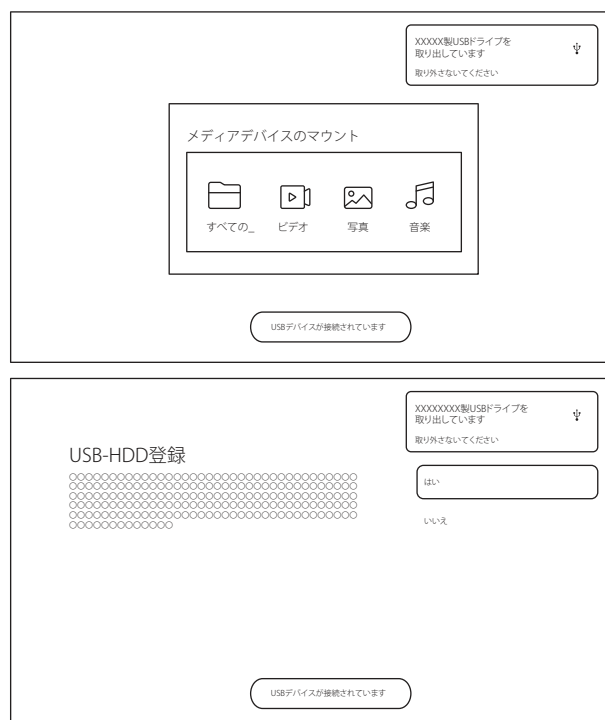 XXXXX製USBドライブを
取り出しています
取り外さないてください
メディアデバイスのマウント
すべての_
ビデオ
写真
音楽
USBデバイスが接続されています
XXXXXXXX製USBドライブを
取り出しています
取り外さないてください
USB-HDD登録
○○○○○○○○○○○○○○○○○○○○○○○○○○○○○○○○
○○○○○○○○○○○○○○○○○○○○○○○○○○○○○○○○
○○○○○○○○○○○○○○○○○○○○○○○○○○○○○○○○
○○○○○○○○○○○○○○○○○○○○○○○○○○○○○○○○
○○○○○○○○○○○○○○○○○○○○○○○○○○○○○○○○
○○○○○○○○○○○○○
はい
いいえ
USBデバイスが接続されています